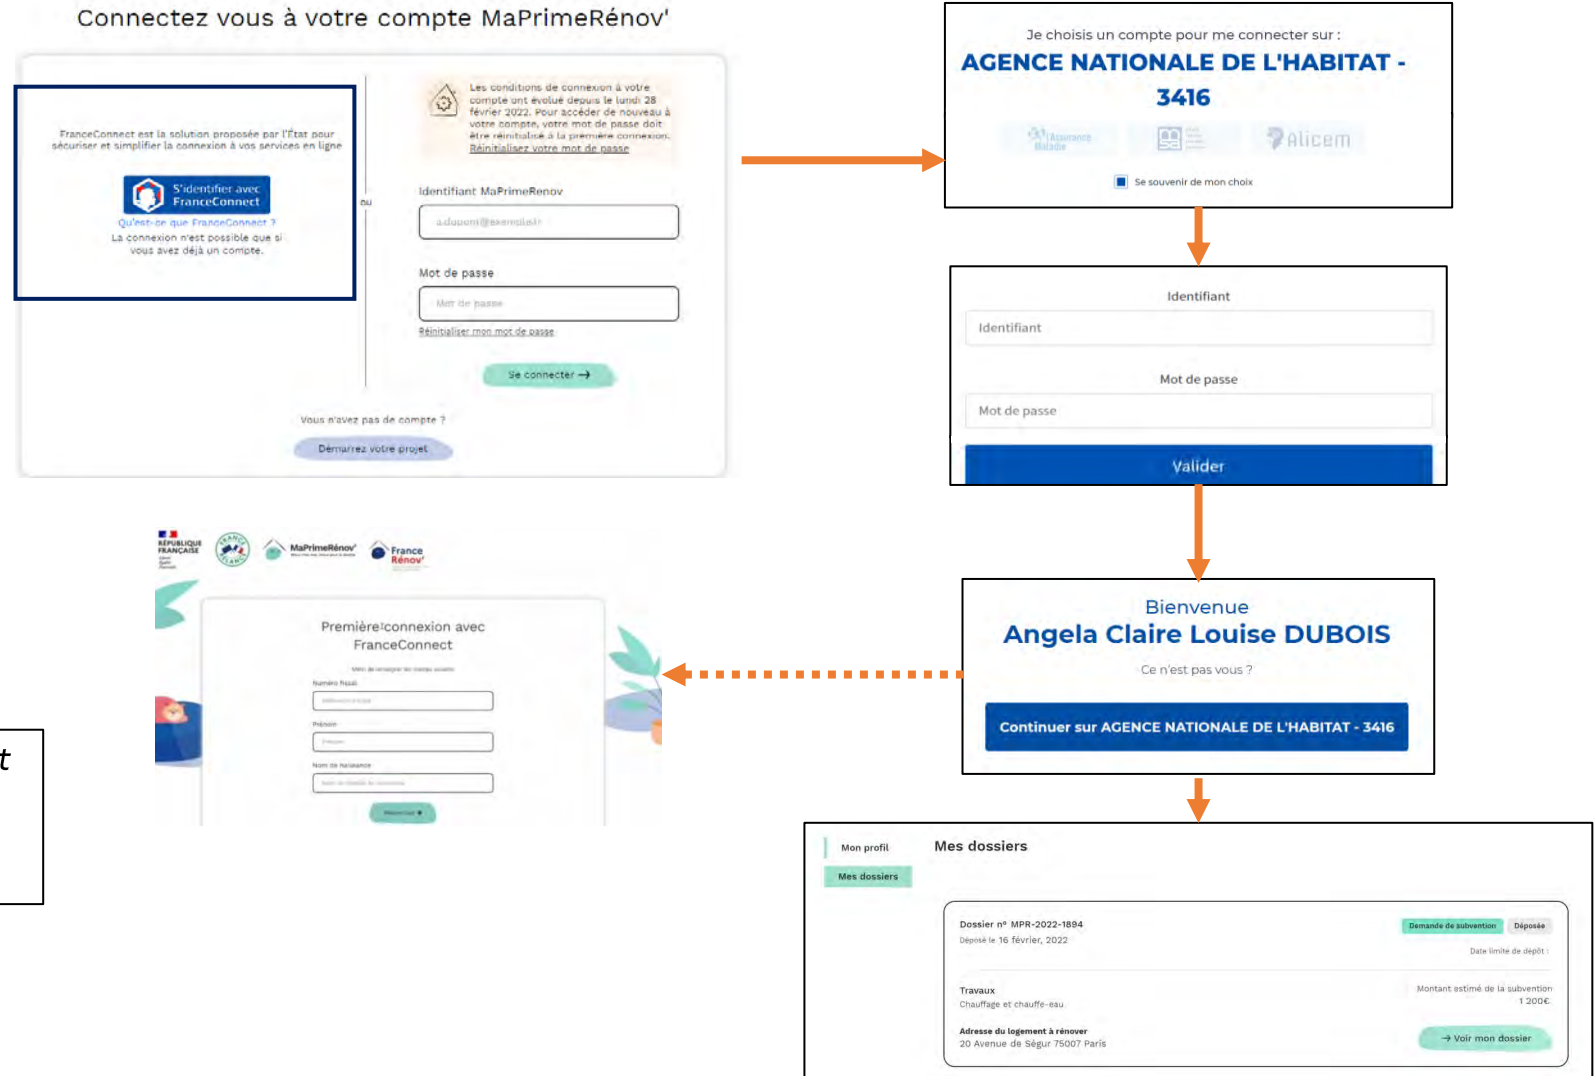 Connectez vous à votre compte MaPrimeRénov'
FranceConnect est la solution proposée par l'État pour
sécuriser et simplifier la connexion à vos services en ligne
S'identifier avec
FranceConnect
Qu'est-ce que FranceConnect ?
La connexion n'est possible que si
vous avez déjà un compte.
ou
Les conditions de connexion à votre
compte ont évolué depuis le lundi 28
février 2022. Pour accéder de nouveau à
votre compte, votre mot de passe doit
être réinitialisé à la première connexion.
Réinitialisez votre mot de passe
Identifiant MaPrimeRenov
a.dupont@exemple.fr
Mot de passe
Mot de passe
Réinitialiser mon mot de passe
Se connecter →
Vous n'avez pas de compte ?
Démarrez votre projet
Je choisis un compte pour me connecter sur :
AGENCE NATIONALE DE L'HABITAT -
3416
l'Assurance
Maladie
Alicem
Se souvenir de mon choix
Identifiant
Identifiant
Mot de passe
Mot de passe
Valider
Bienvenue
Angela Claire Louise DUBOIS
Ce n'est pas vous ?
Continuer sur AGENCE NATIONALE DE L'HABITAT - 3416
RÉPUBLIQUE
FRANÇAISE
FRANCE
RELANCE
MaPrimeRénov'
France
Rénov'
Première connexion avec
FranceConnect
Numéro fiscal
Prénom
Prénom
Nom de naissance
t
Mon profil
Mes dossiers
Mes dossiers
Dossier n° MPR-2022-1894
Déposé le 16 février, 2022
Demande de subvention
Déposée
Date limite de dépôt :
Travaux
Chauffage et chauffe-eau
Montant estimé de la subvention
1 200€
Adresse du logement à rénover
20 Avenue de Ségur 75007 Paris
→ Voir mon dossier